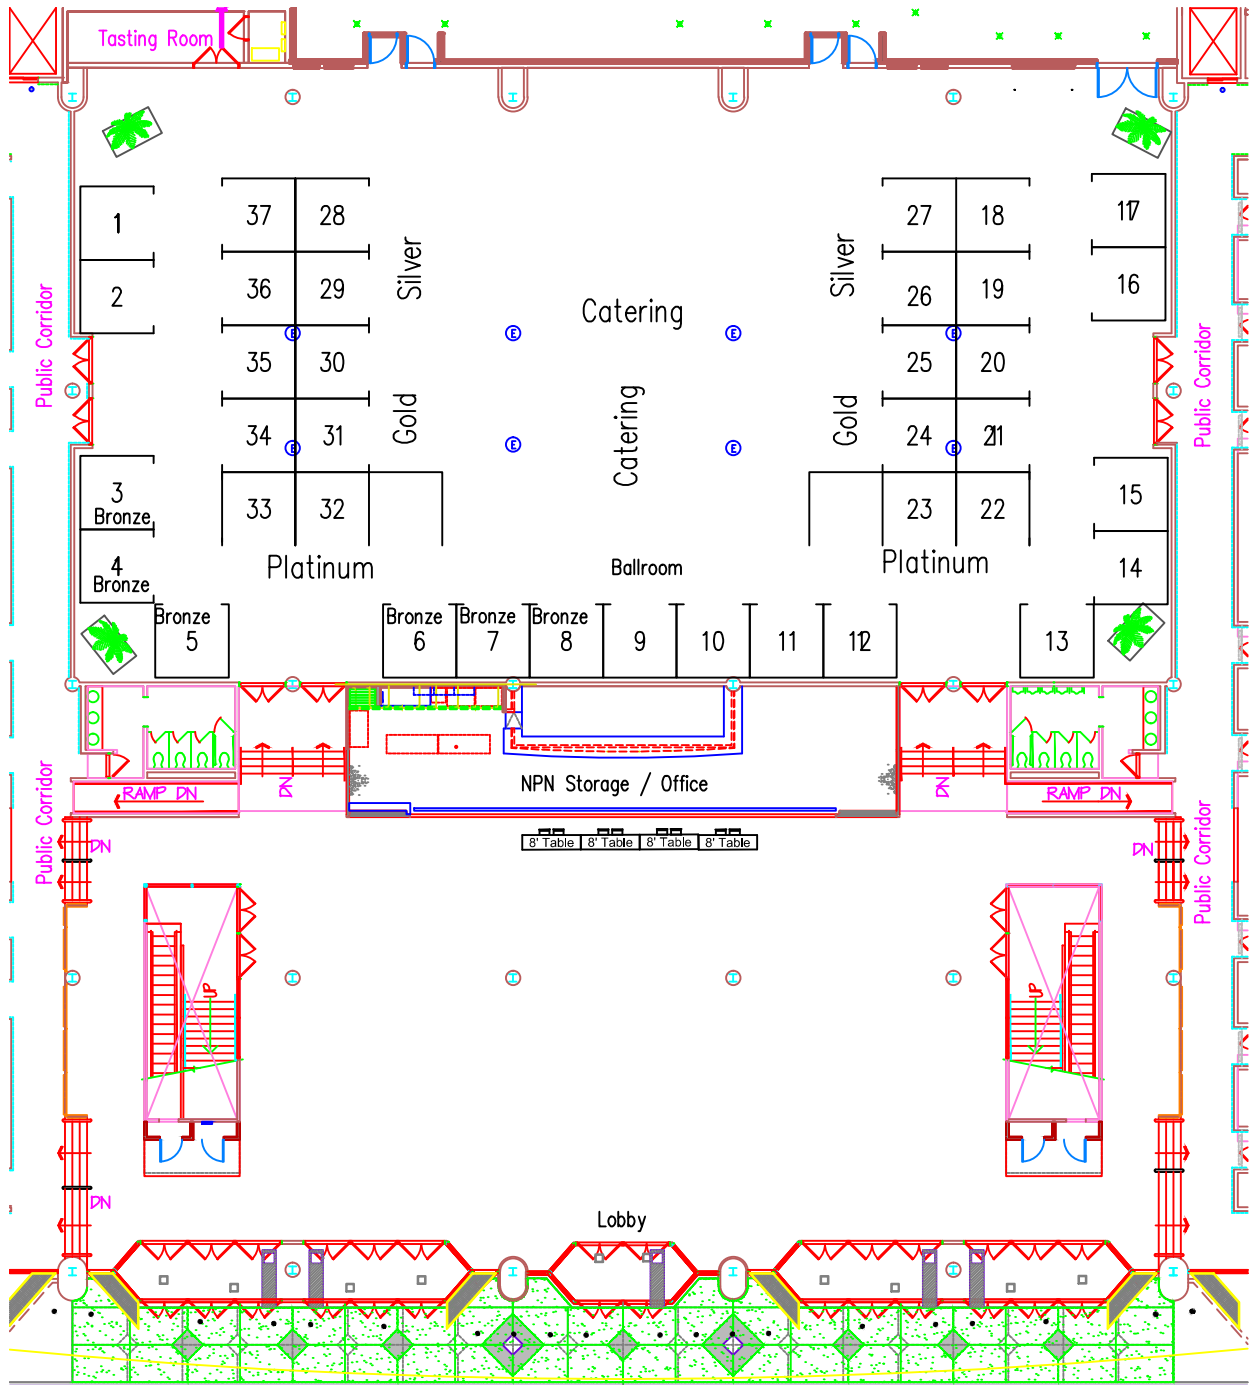 Tasting Room
37 28
27 18
17
1
Silver
Silver
36 29
26 19
16
2
Catering
Public Corridor
Public Corridor
E E E E
35 30
25 20
Gold
Gold
Catering
34 31
24 21
E E E E
3
Bronze
33 32
23 22
15
4
Bronze
Platinum
Ballroom
Platinum
14
Bronze
5
Bronze
6
Bronze
7
Bronze
8
9
10
11
12
13
NPN Storage / Office
DN
DN
RAMP DN
RAMP DN
Public Corridor
Public Corridor
DN
DN
8' Table 8' Table 8' Table 8' Table
UP
UP
DN
Lobby